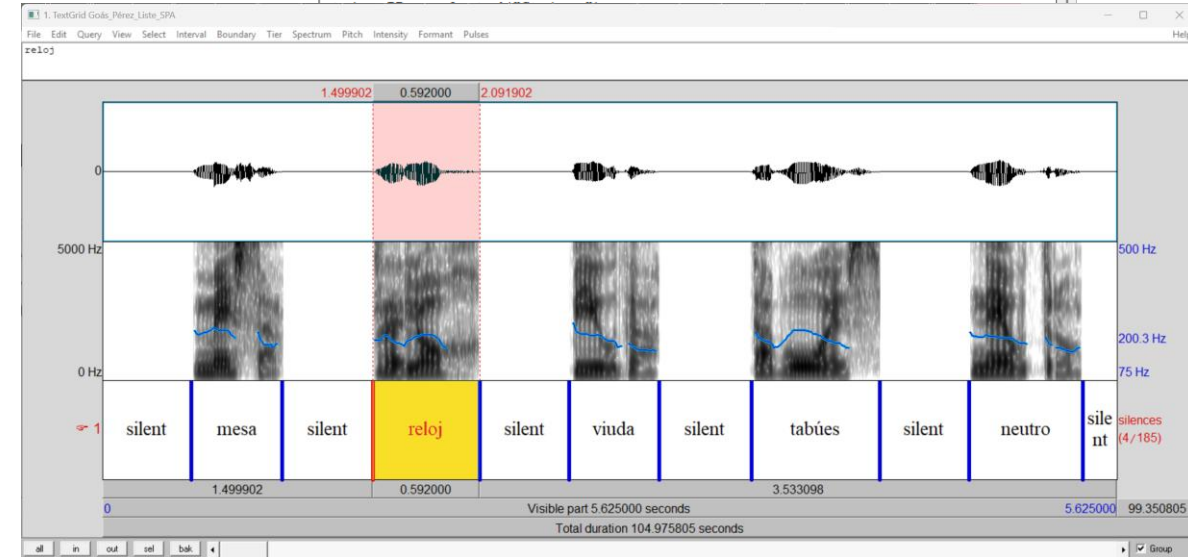 1. TextGrid Goás_Pérez_Liste_SPA
File Edit Query View Select Interval Boundary Tier Spectrum Pitch Intensity Formant Pulses Help
reloj
1.499902 0.592000 2.091902
0
5000 Hz 500 Hz
200.3 Hz
0 Hz 75 Hz
1 silent mesa silent reloj silent viuda silent tabúes silent neutro sile
nt
silences
(4/185)
1.499902 0.592000 3.533098
0 Visible part 5.625000 seconds 5.625000 99.350805
Total duration 104.975805 seconds
all in out sel bak Group